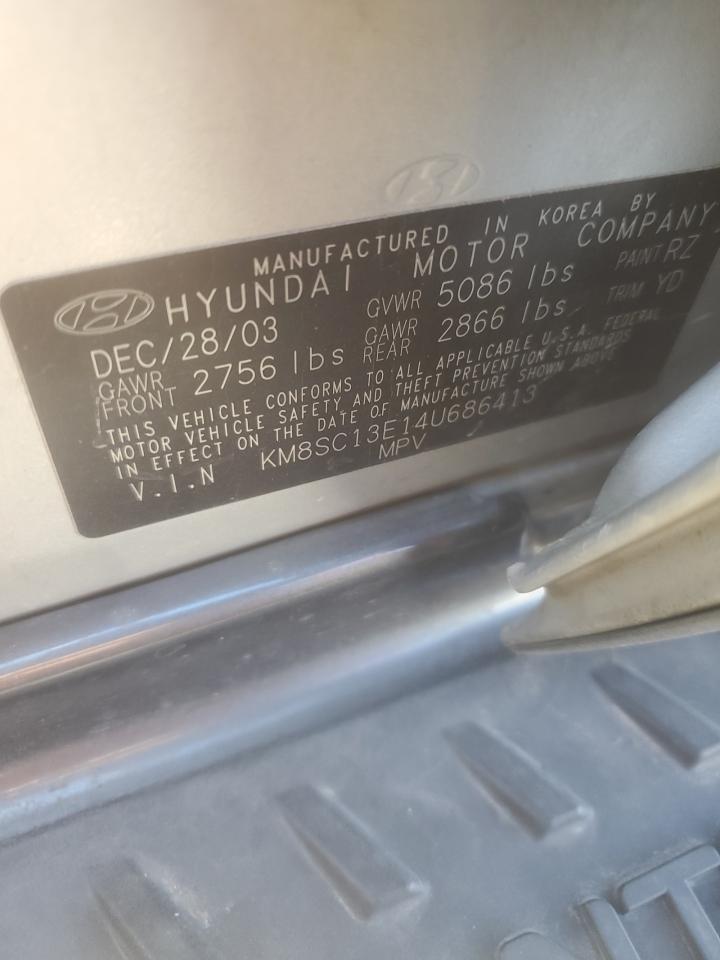 MANUFACTURED IN KOREA BY
HYUNDAI MOTOR COMPANY
DEC/28/03 GVWR 5086 lbs PAINT RZ
GAWR FRONT 2756 lbs GAWR REAR 2866 lbs TRIM YD
THIS VEHICLE CONFORMS TO ALL APPLICABLE U.S.A. FEDERAL
MOTOR VEHICLE SAFETY AND THEFT PREVENTION STANDARDS
IN EFFECT ON THE DATE OF MANUFACTURE SHOWN ABOVE
V.I.N KM8SC13E14U686413
MPV
NT